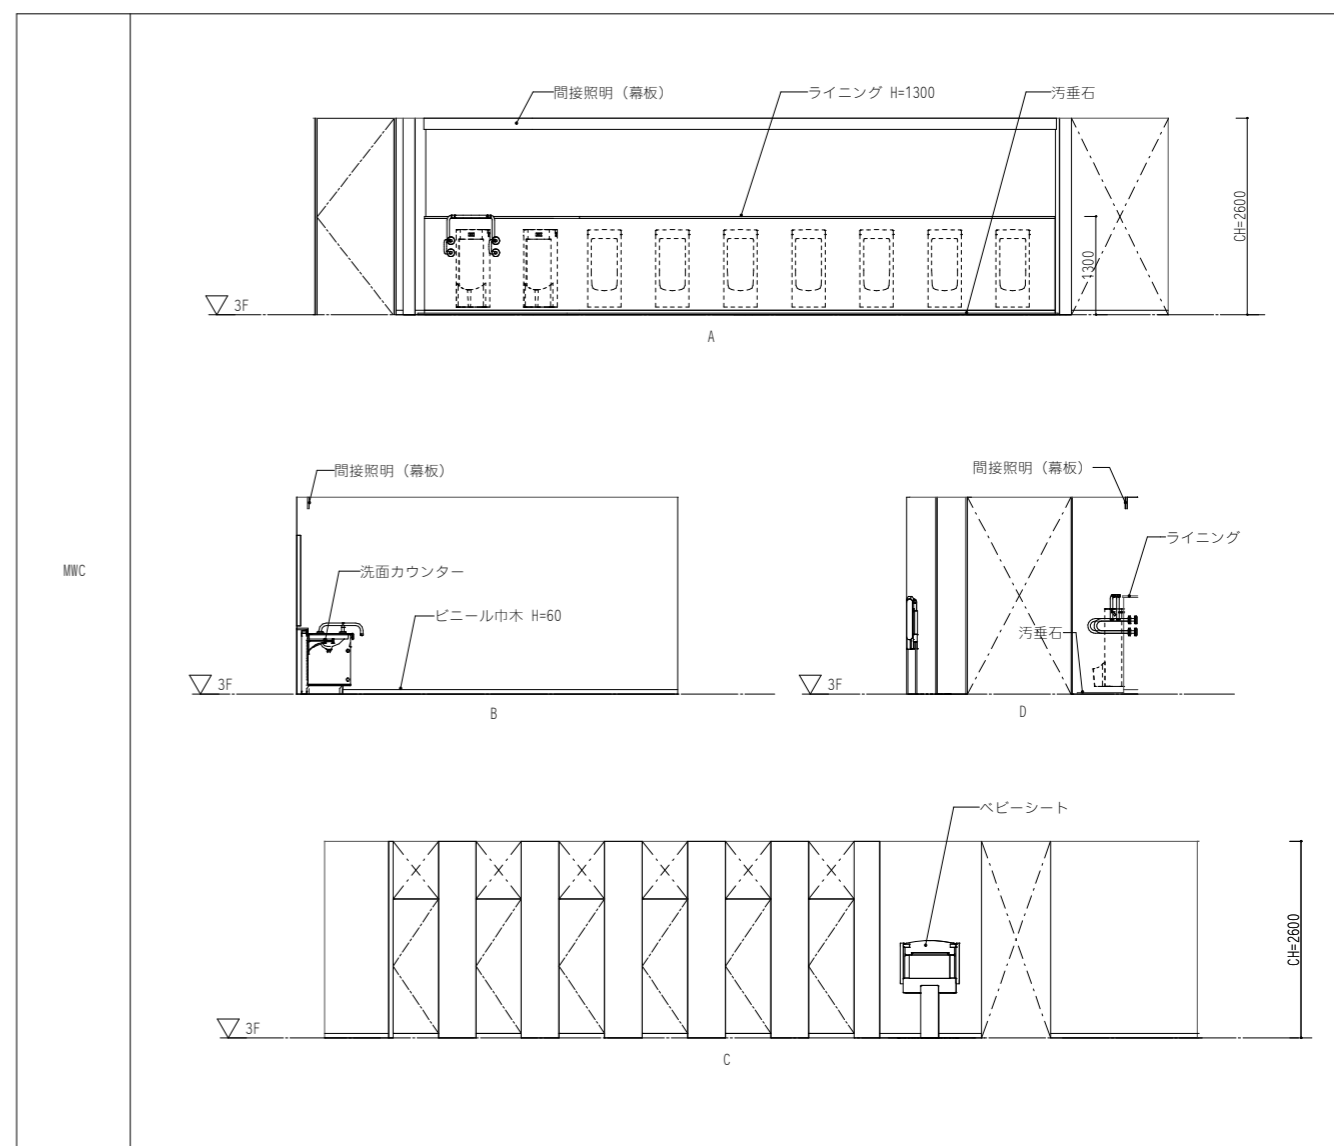 MWC
間接照明（幕板）
ライニング H=1300
汚垂石
CH=2600
1300
3F
A
間接照明（幕板）
洗面カウンター
ビニール巾木 H=60
3F
B
間接照明（幕板）
ライニング
汚垂石
3F
D
ベビーシート
CH=2600
3F
C